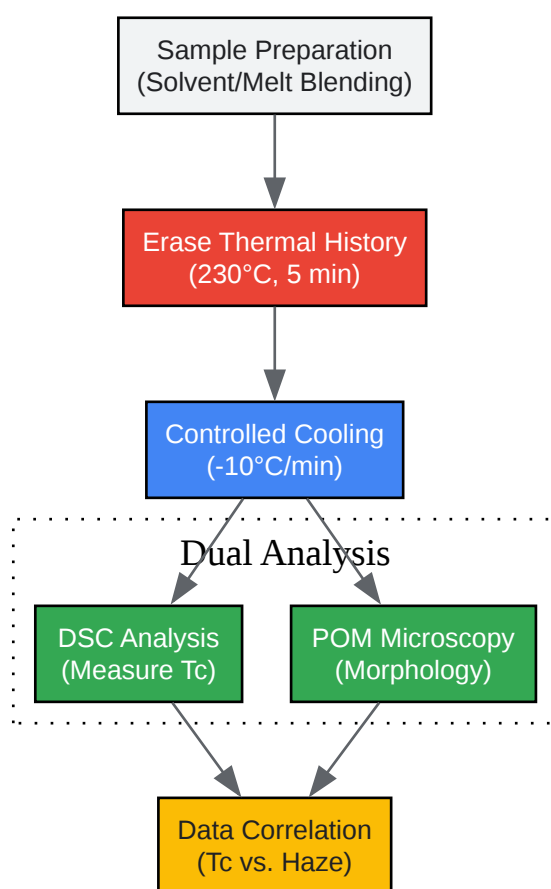 Sample Preparation
(Solvent/Melt Blending)
Erase Thermal History
(230°C, 5 min)
Controlled Cooling
(-10°C/min)
Dual Analysis
DSC Analysis
(Measure Tc)
POM Microscopy
(Morphology)
Data Correlation
(Tc vs. Haze)